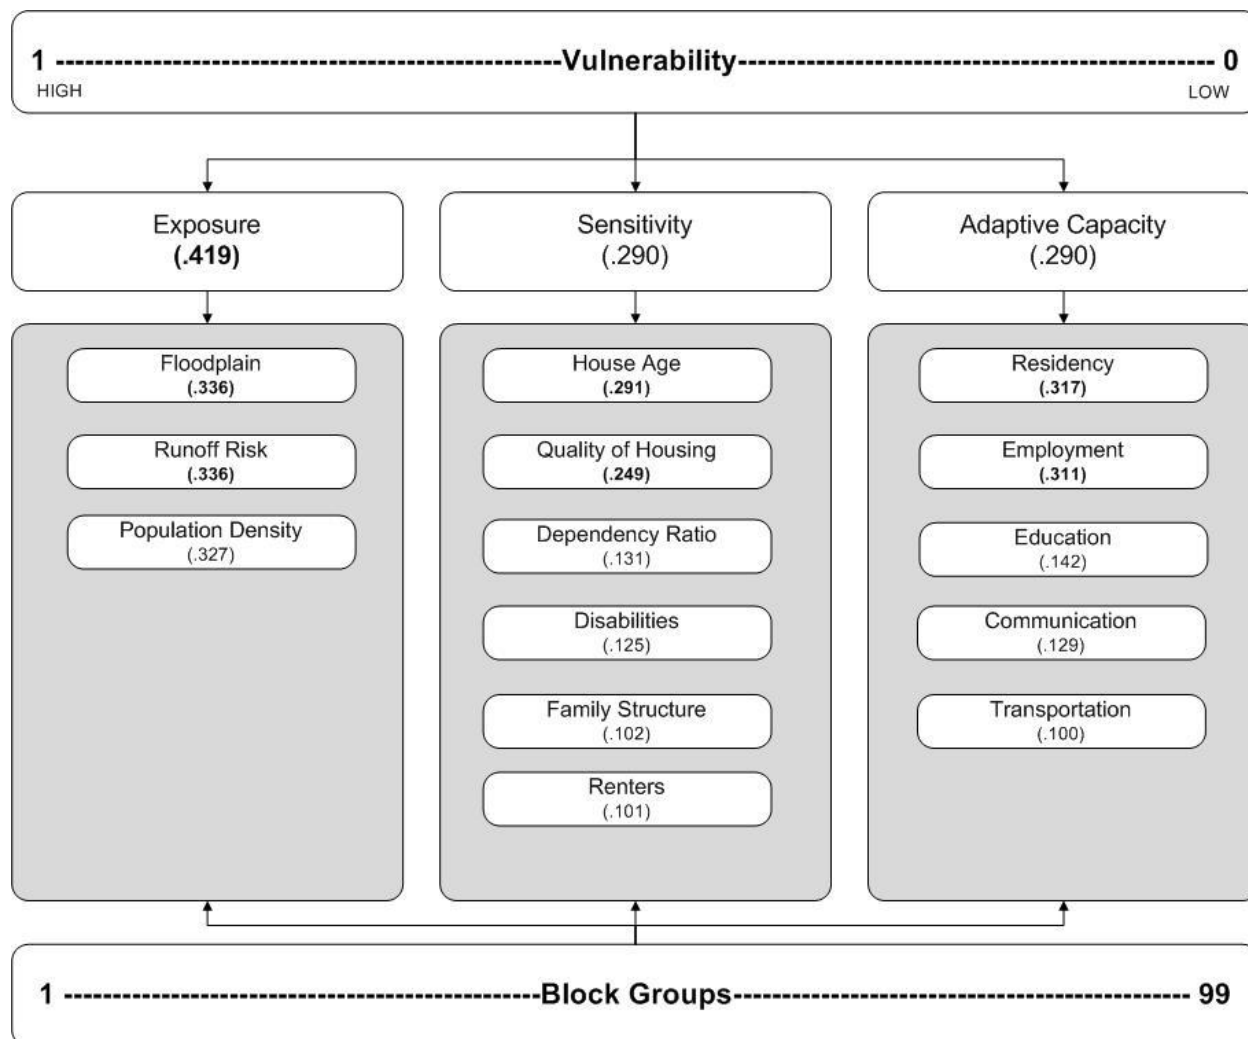 1 ----------------------------------------------------Vulnerability------------------------------------------------- 0
HIGH LOW
Exposure
(.419)
Sensitivity
(.290)
Adaptive Capacity
(.290)
Floodplain
(.336)
Runoff Risk
(.336)
Population Density
(.327)
House Age
(.291)
Quality of Housing
(.249)
Dependency Ratio
(.131)
Disabilities
(.125)
Family Structure
(.102)
Renters
(.101)
Residency
(.317)
Employment
(.311)
Education
(.142)
Communication
(.129)
Transportation
(.100)
1 -------------------------------------------------Block Groups----------------------------------------------- 99